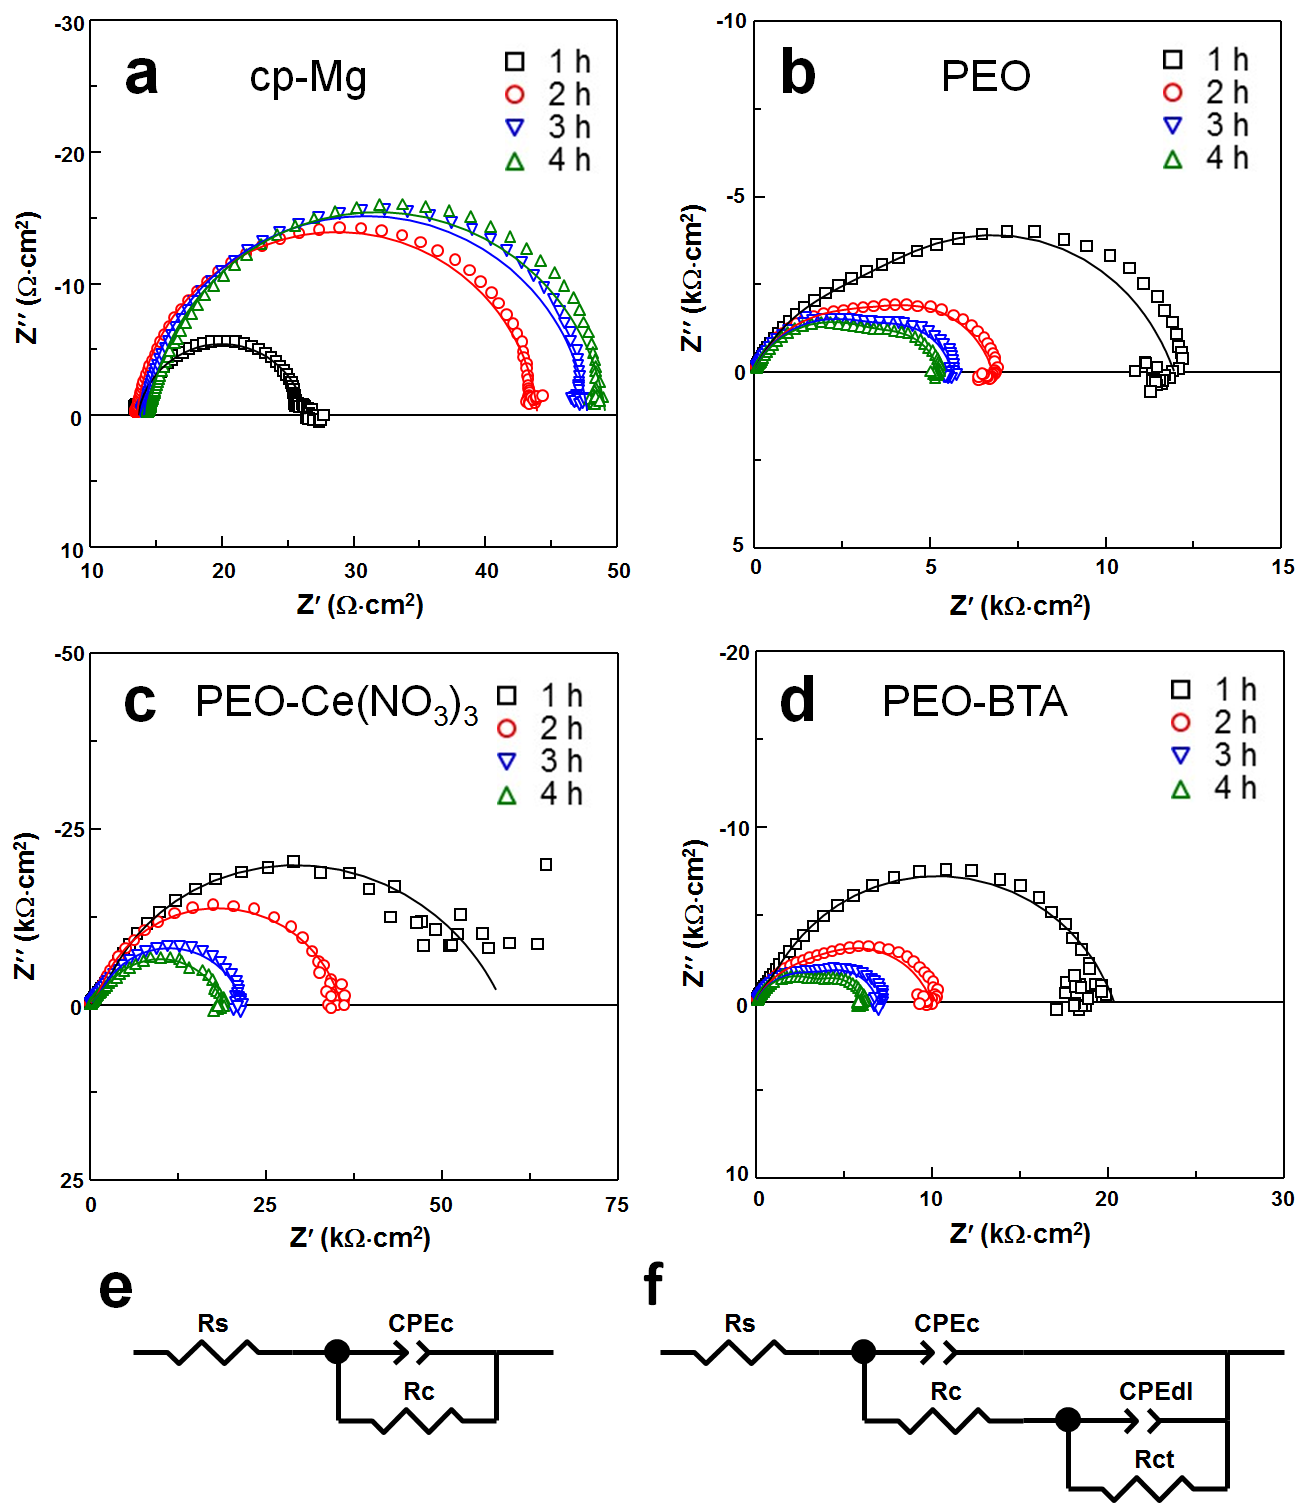 a
cp-Mg
1 h
2 h
3 h
4 h
-30
-20
-10
0
10
10
20
30
40
50
Z′′ (Ω·cm²)
Z′ (Ω·cm²)
b
PEO
1 h
2 h
3 h
4 h
-10
-5
0
5
0
5
10
15
Z′′ (kΩ·cm²)
Z′ (kΩ·cm²)
c
PEO-Ce(NO₃)₃
1 h
2 h
3 h
4 h
-50
-25
0
25
0
25
50
75
Z′′ (kΩ·cm²)
Z′ (kΩ·cm²)
d
PEO-BTA
1 h
2 h
3 h
4 h
-20
-10
0
10
0
10
20
30
Z′′ (kΩ·cm²)
Z′ (kΩ·cm²)
e
Rs
CPEc
Rc
f
Rs
CPEc
Rc
CPEdl
Rct